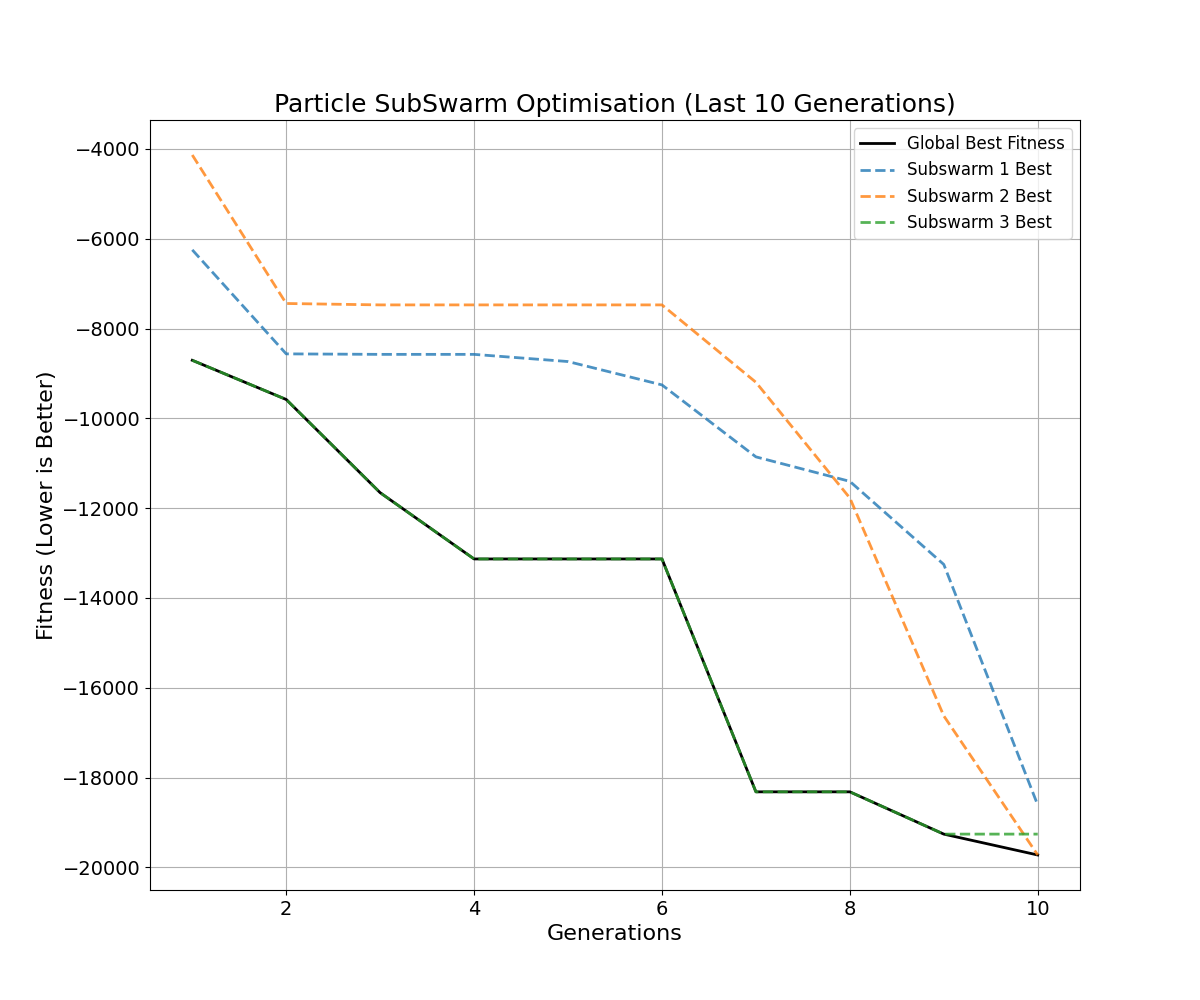 Particle SubSwarm Optimisation (Last 10 Generations)
Global Best Fitness
Subswarm 1 Best
Subswarm 2 Best
Subswarm 3 Best
−4000
−6000
−8000
−10000
−12000
−14000
−16000
−18000
−20000
Fitness (Lower is Better)
2 4 6 8 10
Generations